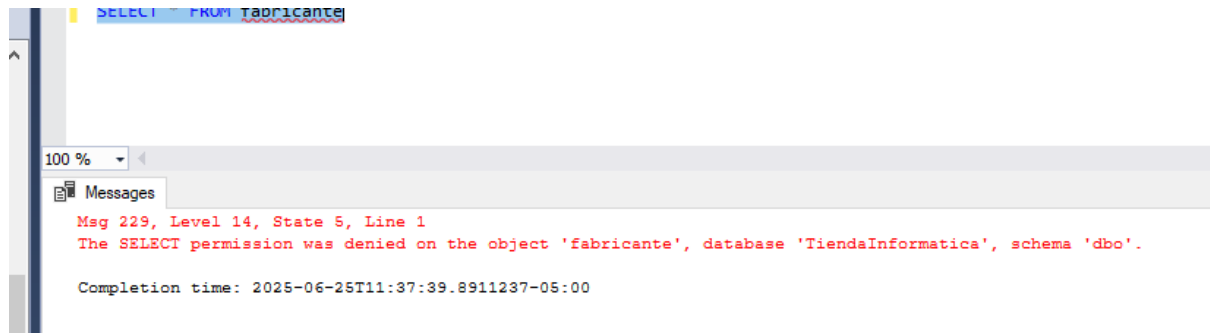 SELECT * FROM fabricante
100 %
Messages
Msg 229, Level 14, State 5, Line 1
The SELECT permission was denied on the object 'fabricante', database 'TiendaInformatica', schema 'dbo'.
Completion time: 2025-06-25T11:37:39.8911237-05:00